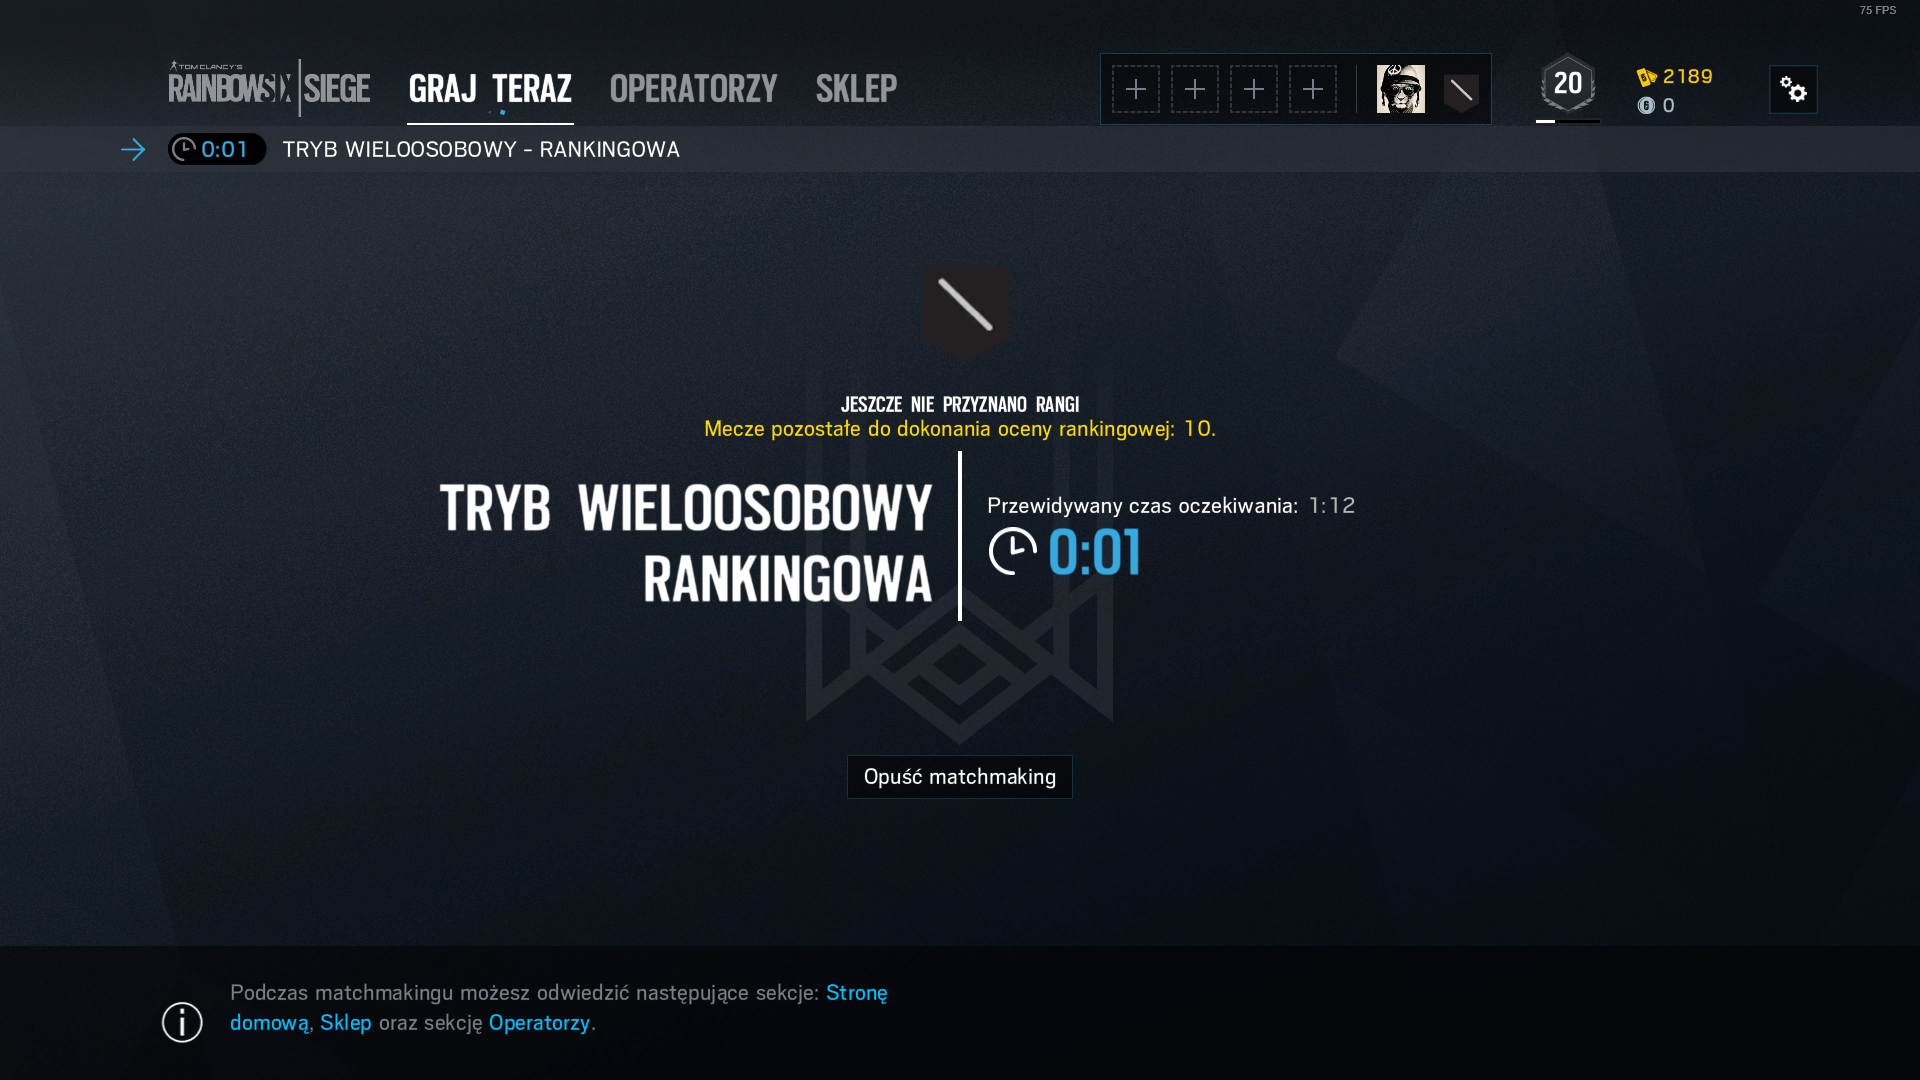 75 FPS
TOM CLANCY'S
RAINBOWSIX SIEGE
GRAJ TERAZ
OPERATORZY
SKLEP
20
2189
0
0:01
TRYB WIELOOSOBOWY - RANKINGOWA
JESZCZE NIE PRZYZNANO RANGI
Mecze pozostałe do dokonania oceny rankingowej: 10.
TRYB WIELOOSOBOWY
RANKINGOWA
Przewidywany czas oczekiwania: 1:12
0:01
Opuść matchmaking
Podczas matchmakingu możesz odwiedzić następujące sekcje: Stronę
domową, Sklep oraz sekcję Operatorzy.